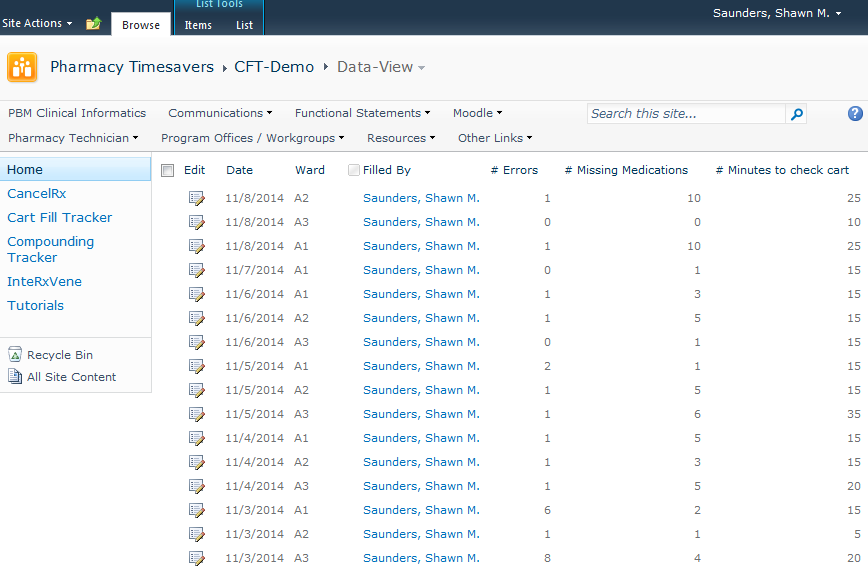 List Tools
Saunders, Shawn M.
Site Actions Browse Items List
Pharmacy Timesavers CFT-Demo Data-View
PBM Clinical Informatics Communications Functional Statements Moodle Search this site...
Pharmacy Technician Program Offices / Workgroups Resources Other Links
Home
CancelRx
Cart Fill Tracker
Compounding
Tracker
InteRxVene
Tutorials
Recycle Bin
All Site Content
Edit Date Ward Filled By # Errors # Missing Medications # Minutes to check cart
11/8/2014 A2 Saunders, Shawn M. 1 10 25
11/8/2014 A3 Saunders, Shawn M. 0 0 10
11/8/2014 A1 Saunders, Shawn M. 1 10 25
11/7/2014 A1 Saunders, Shawn M. 0 1 15
11/6/2014 A1 Saunders, Shawn M. 1 3 15
11/6/2014 A2 Saunders, Shawn M. 1 5 15
11/6/2014 A3 Saunders, Shawn M. 0 1 15
11/5/2014 A1 Saunders, Shawn M. 2 1 15
11/5/2014 A2 Saunders, Shawn M. 1 5 15
11/5/2014 A3 Saunders, Shawn M. 1 6 35
11/4/2014 A1 Saunders, Shawn M. 1 5 15
11/4/2014 A2 Saunders, Shawn M. 1 3 15
11/4/2014 A3 Saunders, Shawn M. 1 5 20
11/3/2014 A1 Saunders, Shawn M. 6 2 15
11/3/2014 A2 Saunders, Shawn M. 1 1 5
11/3/2014 A3 Saunders, Shawn M. 8 4 20